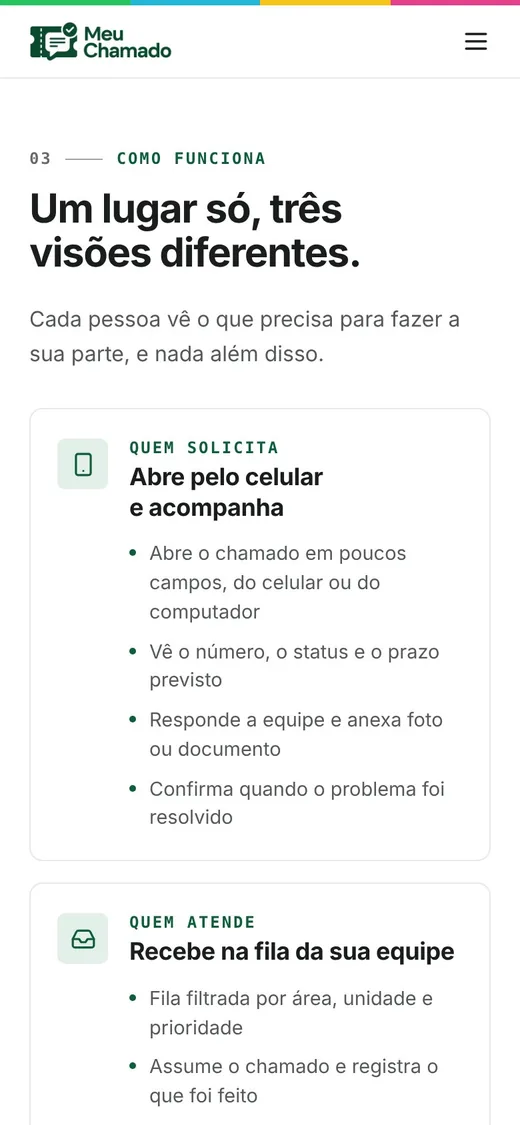 Meu
Chamado
03 —— COMO FUNCIONA
Um lugar só, três
visões diferentes.
Cada pessoa vê o que precisa para fazer a
sua parte, e nada além disso.
QUEM SOLICITA
Abre pelo celular
e acompanha
• Abre o chamado em poucos
campos, do celular ou do
computador
• Vê o número, o status e o prazo
previsto
• Responde a equipe e anexa foto
ou documento
• Confirma quando o problema foi
resolvido
QUEM ATENDE
Recebe na fila da sua equipe
• Fila filtrada por área, unidade e
prioridade
• Assume o chamado e registra o
que foi feito